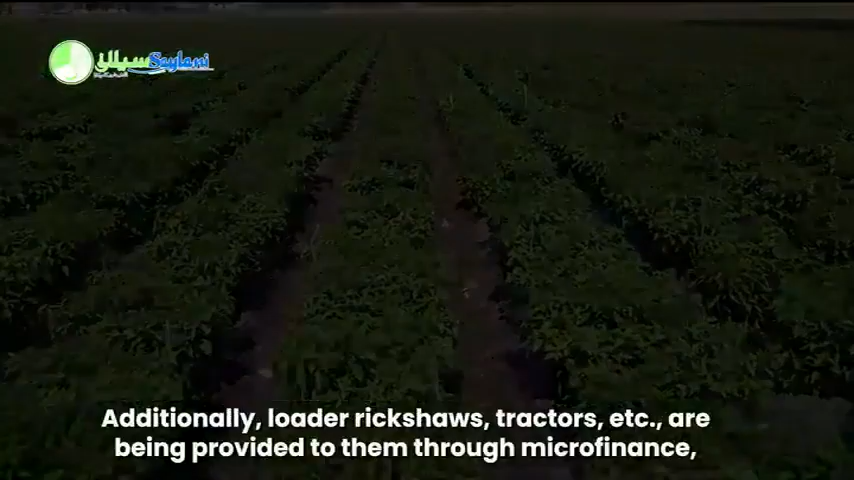 سیلانی Saylani
Additionally, loader rickshaws, tractors, etc., are
being provided to them through microfinance,